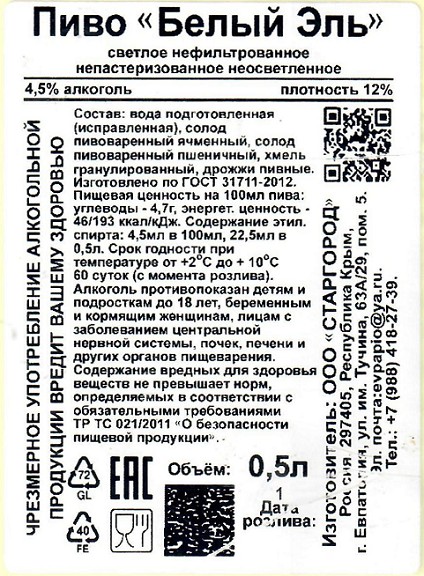 Пиво «Белый Эль»
светлое нефильтрованное
непастеризованное неосветленное
4,5% алкоголь плотность 12%
ЧРЕЗМЕРНОЕ УПОТРЕБЛЕНИЕ АЛКОГОЛЬНОЙ
ПРОДУКЦИИ ВРЕДИТ ВАШЕМУ ЗДОРОВЬЮ
Состав: вода подготовленная
(исправленная), солод
пивоваренный ячменный, солод
пивоваренный пшеничный, хмель
гранулированный, дрожжи пивные.
Изготовлено по ГОСТ 31711-2012.
Пищевая ценность на 100мл пива:
углеводы - 4,7г, энергет. ценность -
46/193 ккал/кДж. Содержание этил.
спирта: 4,5мл в 100мл, 22,5мл в
0,5л. Срок годности при
температуре от +2°С до + 10°С
60 суток (с момента розлива).
Алкоголь противопоказан детям и
подросткам до 18 лет, беременным
и кормящим женщинам, лицам с
заболеванием центральной
нервной системы, почек, печени и
других органов пищеварения.
Содержание вредных для здоровья
веществ не превышает норм,
определяемых в соответствии с
обязательными требованиями
ТР ТС 021/2011 «О безопасности
пищевой продукции».
Изготовитель: ООО «СТАРГОРОД»
Россия, 297405, Республика Крым,
г. Евпатория, ул. им. Тучина, 63А/29, пом. 5.
Эл. почта:evpapio@ya.ru.
Тел.: +7 (988) 418-27-39.
72
GL
EAC
Объём: 0,5л
40
FE
1
Дата
розлива: